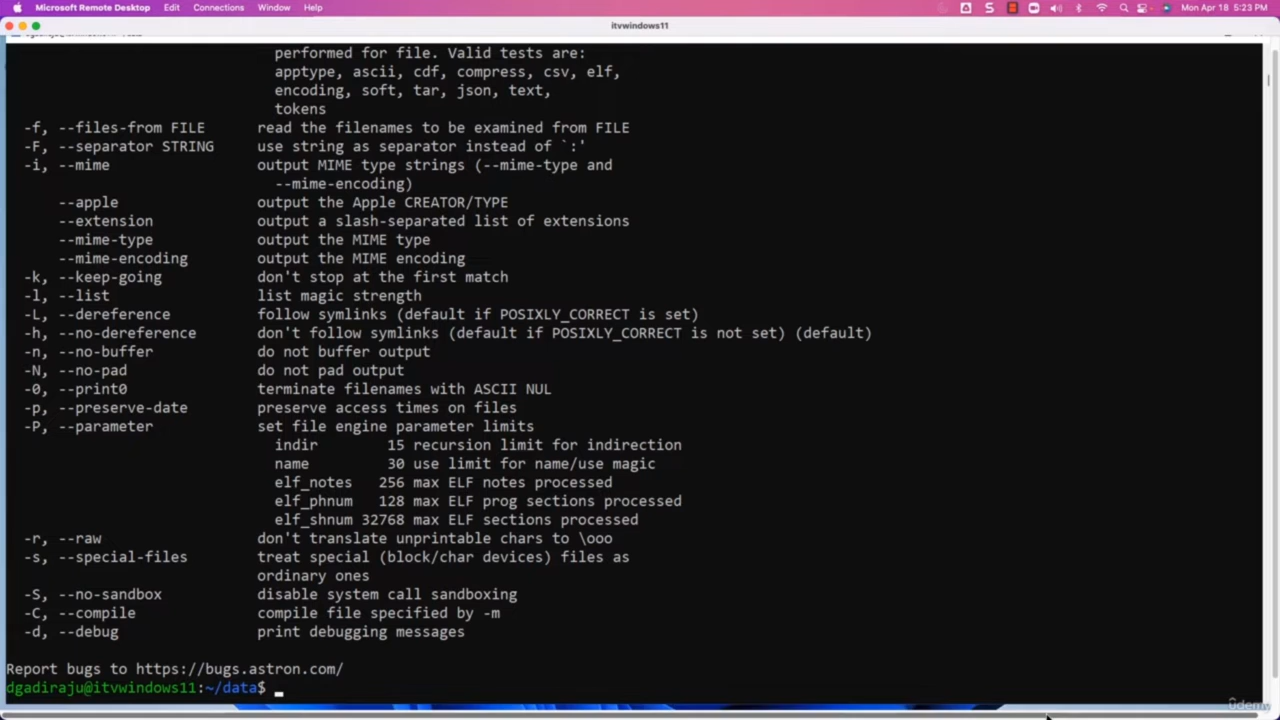 Microsoft Remote Desktop Edit Connections Window Help Mon Apr 18 5:23 PM
itvwindows11
performed for file. Valid tests are:
apptype, ascii, cdf, compress, csv, elf,
encoding, soft, tar, json, text,
tokens
-f, --files-from FILE read the filenames to be examined from FILE
-F, --separator STRING use string as separator instead of `:'
-i, --mime output MIME type strings (--mime-type and
--mime-encoding)
--apple output the Apple CREATOR/TYPE
--extension output a slash-separated list of extensions
--mime-type output the MIME type
--mime-encoding output the MIME encoding
-k, --keep-going don't stop at the first match
-l, --list list magic strength
-L, --dereference follow symlinks (default if POSIXLY_CORRECT is set)
-h, --no-dereference don't follow symlinks (default if POSIXLY_CORRECT is not set) (default)
-n, --no-buffer do not buffer output
-N, --no-pad do not pad output
-0, --print0 terminate filenames with ASCII NUL
-p, --preserve-date preserve access times on files
-P, --parameter set file engine parameter limits
indir 15 recursion limit for indirection
name 30 use limit for name/use magic
elf_notes 256 max ELF notes processed
elf_phnum 128 max ELF prog sections processed
elf_shnum 32768 max ELF sections processed
-r, --raw don't translate unprintable chars to \ooo
-s, --special-files treat special (block/char devices) files as
ordinary ones
-S, --no-sandbox disable system call sandboxing
-C, --compile compile file specified by -m
-d, --debug print debugging messages
Report bugs to https://bugs.astron.com/
dgadiraju@itvwindows11:~/data$
ûdemy